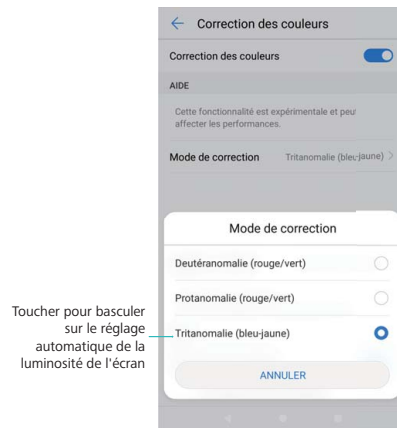 Correction des couleurs
Correction des couleurs
AIDE
Cette fonctionnalité est expérimentale et peu
affecter les performances.
Mode de correction Tritanomalie (bleu-jaune)
Mode de correction
Deutéranomalie (rouge/vert)
Protanomalie (rouge/vert)
Tritanomalie (bleu-jaune)
ANNULER
Toucher pour basculer
sur le réglage
automatique de la
luminosité de l'écran